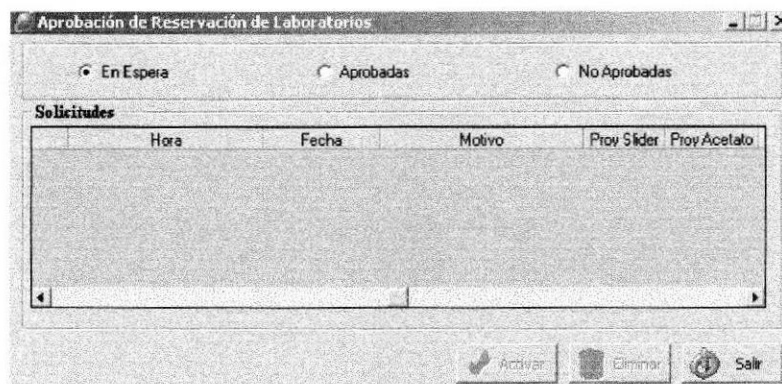 Aprobación de Reservación de Laboratorios
En Espera Aprobadas No Aprobadas
Solicitudes
Hora Fecha Motivo Proy Slider Proy Acetato
Activar Eliminar Salir